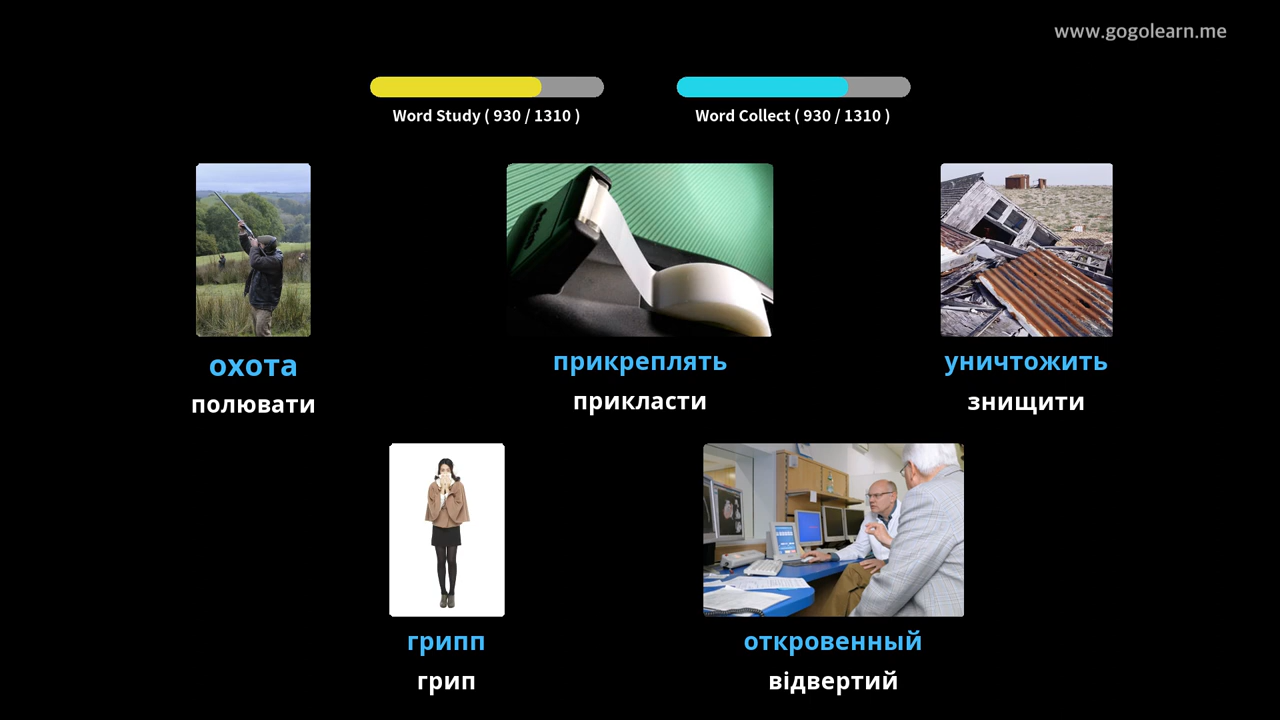 www.gogolearn.me
Word Study ( 930 / 1310 )
Word Collect ( 930 / 1310 )
охота
полювати
прикреплять
прикласти
уничтожить
знищити
грипп
грип
откровенный
відвертий